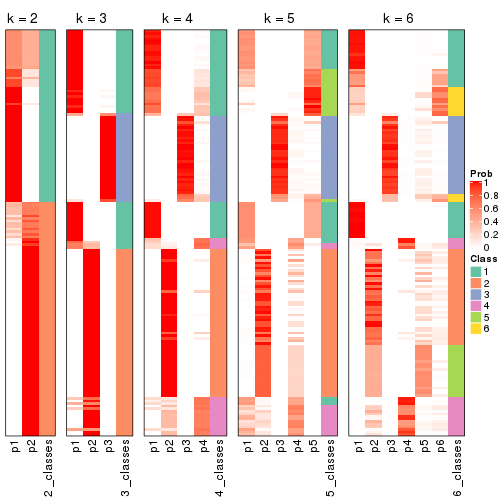 k = 2
k = 3
k = 4
k = 5
k = 6
Prob
1
0.8
0.6
0.4
0.2
0
Class
1
2
3
4
5
6
p1
p2
2_classes
p1
p2
p3
3_classes
p1
p2
p3
p4
4_classes
p1
p2
p3
p4
p5
5_classes
p1
p2
p3
p4
p5
p6
6_classes